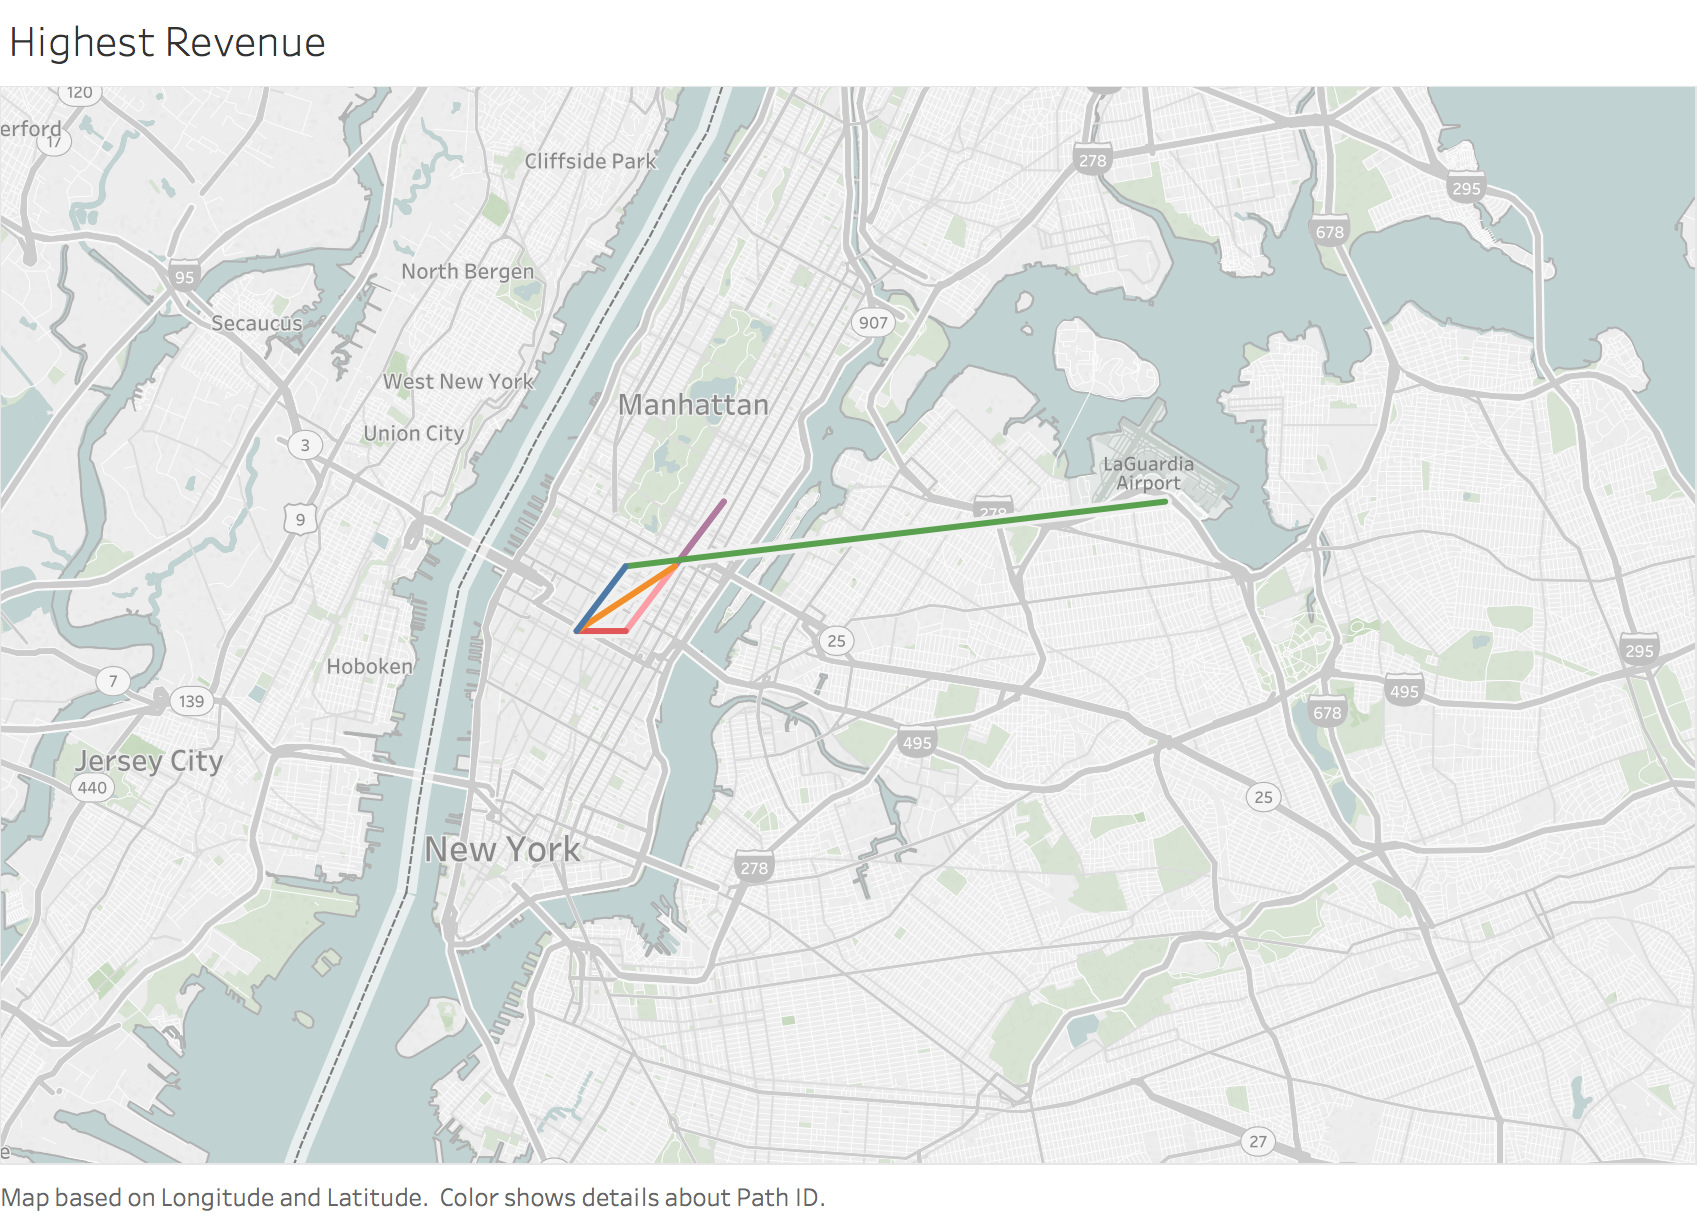 Highest Revenue
120
erford
17
Cliffside Park
278
295
678
95
North Bergen
Secaucus
907
West New York
Manhattan
Union City
3
LaGuardia
Airport
9
278
25
Hoboken
295
7
139
495
678
495
Jersey City
440
25
New York
278
27
e
Map based on Longitude and Latitude.  Color shows details about Path ID.